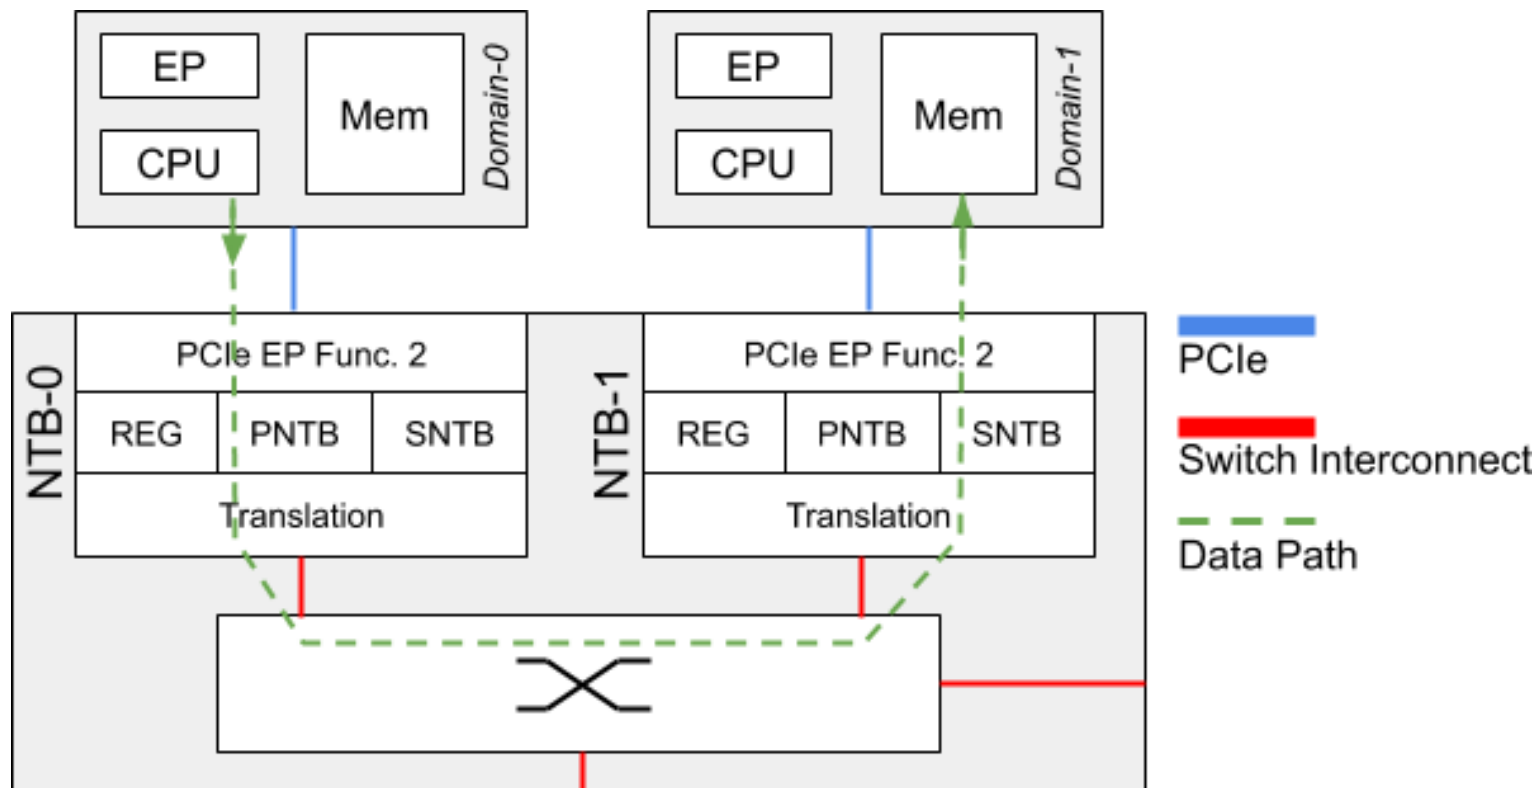 EP
CPU
Mem
Domain-0
EP
CPU
Mem
Domain-1
NTB-0
PCIe EP Func. 2
REG
PNTB
SNTB
Translation
NTB-1
PCIe EP Func. 2
REG
PNTB
SNTB
Translation
PCIe
Switch Interconnect
Data Path